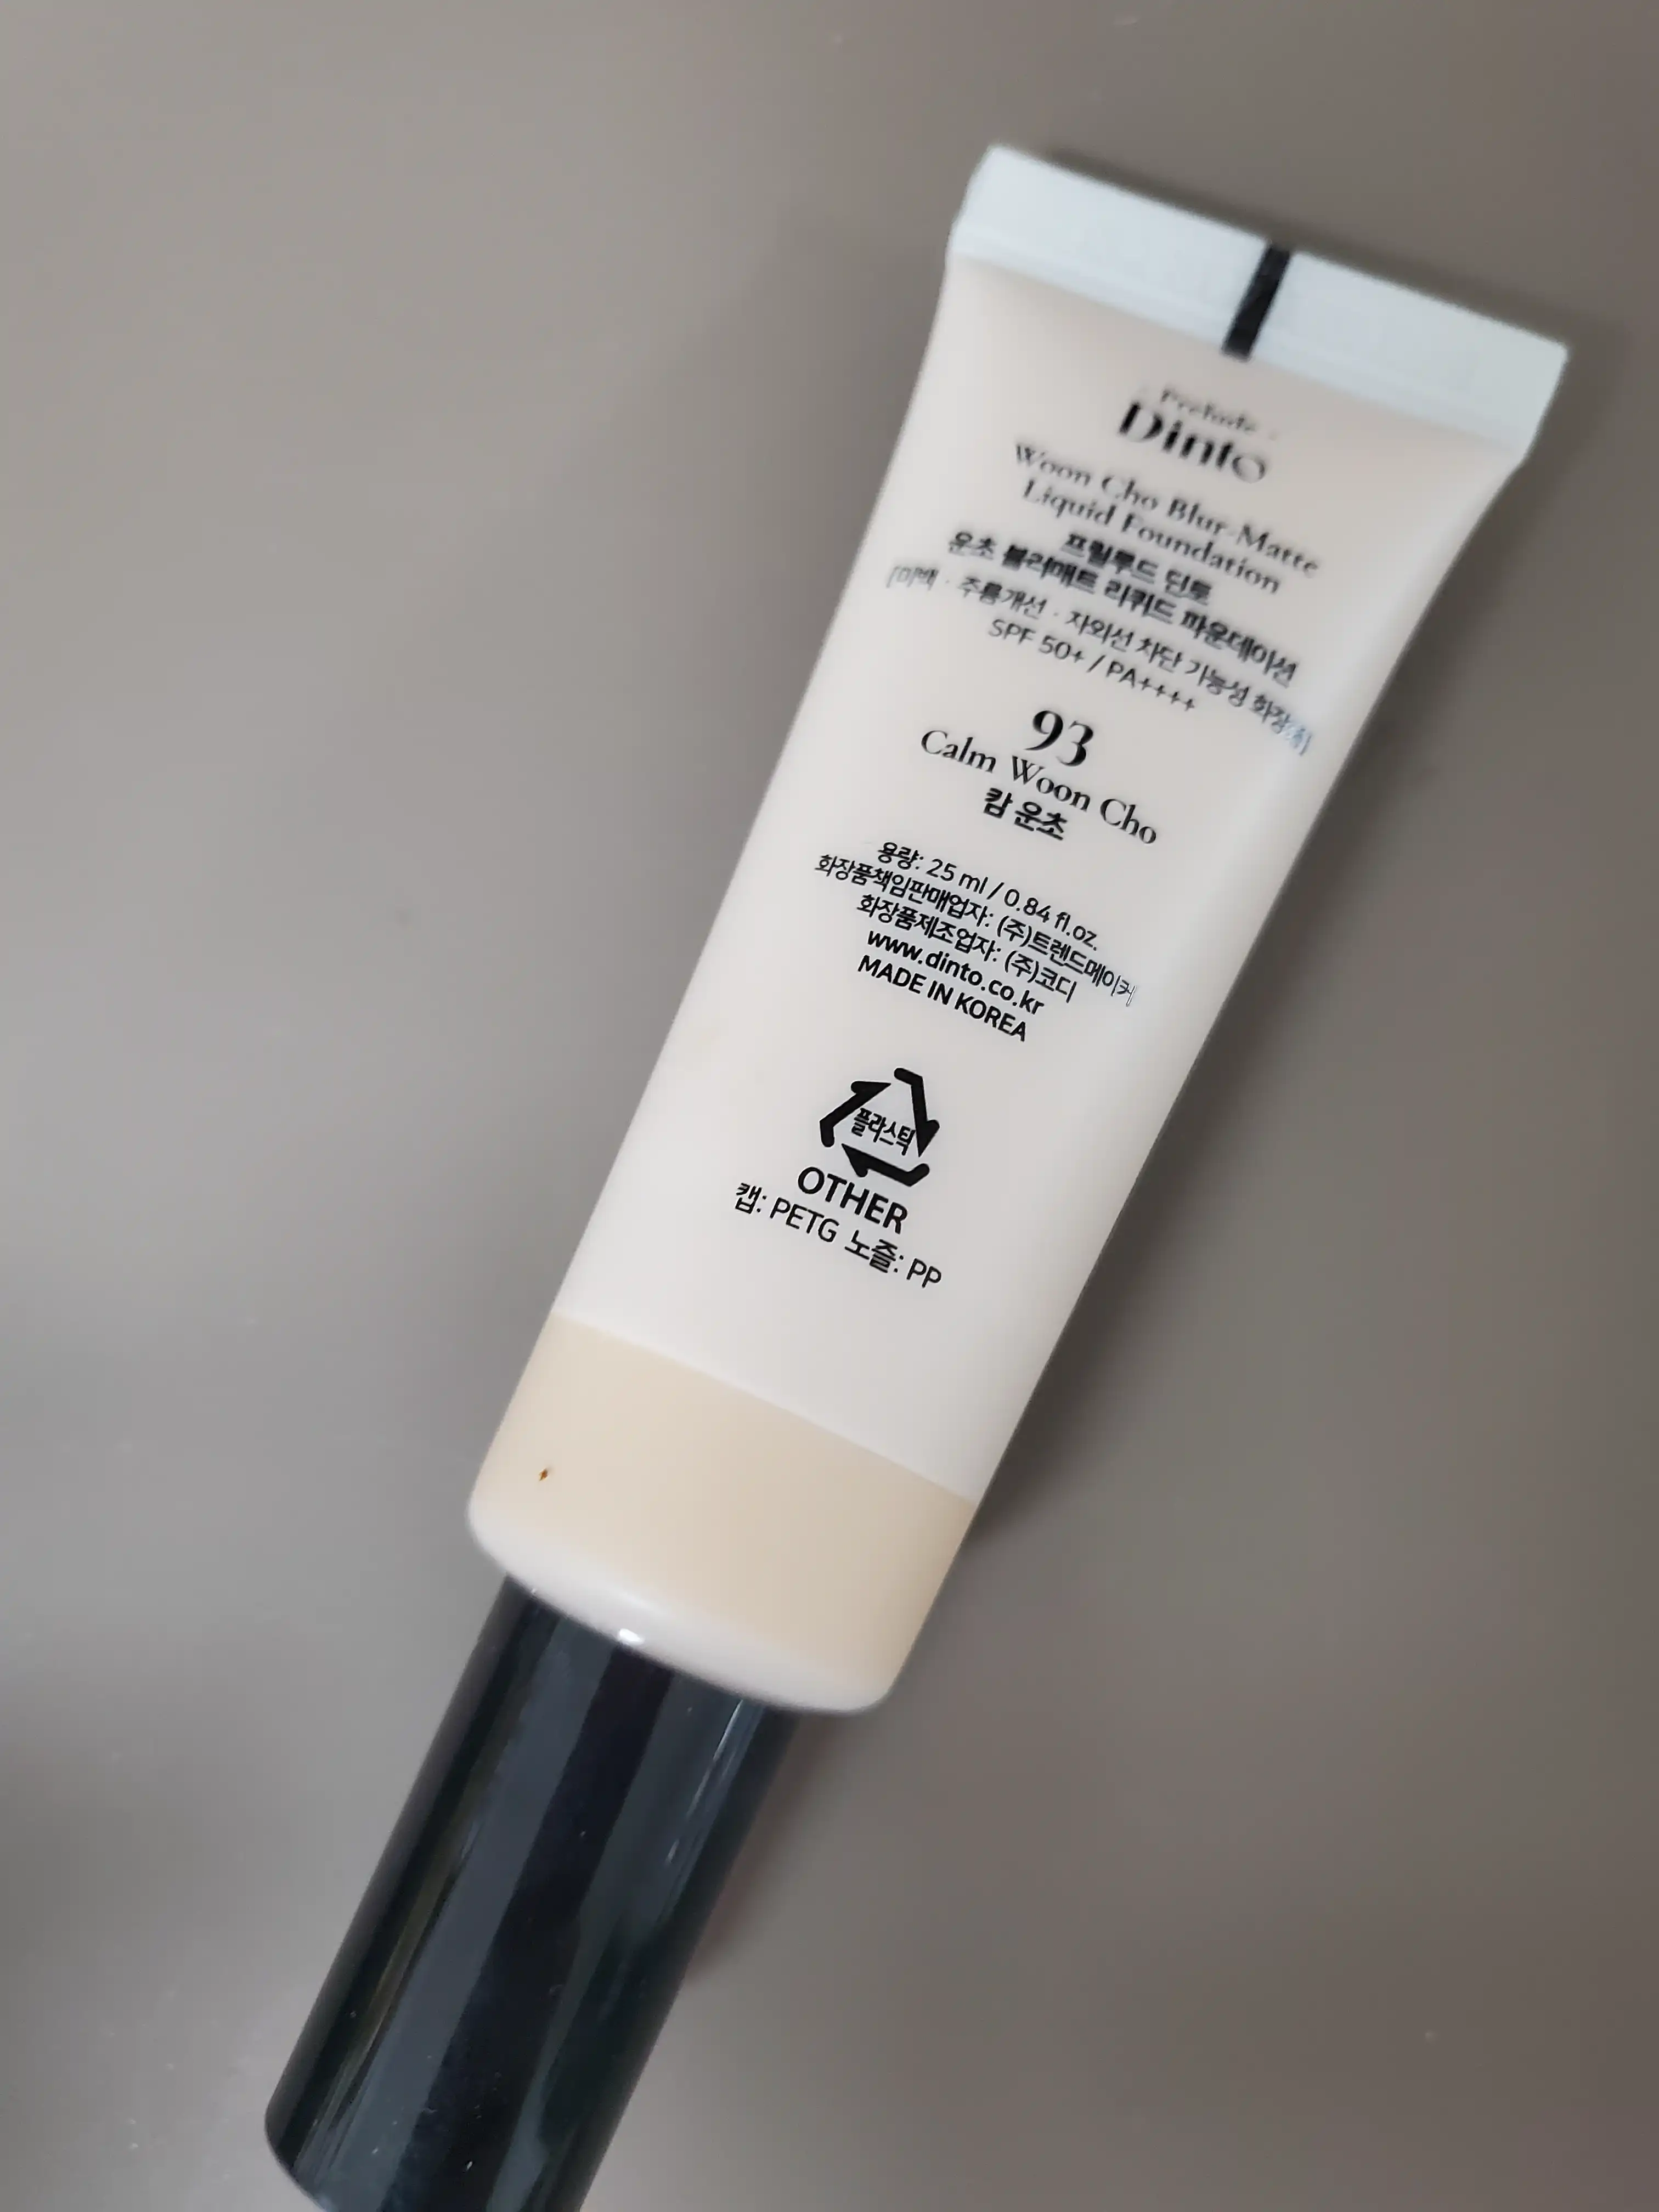 Prelude
Dinto
Woon Cho Blur-Matte
Liquid Foundation
프릴루드 딘토
운초 블러매트 리퀴드 파운데이션
[미백 · 주름개선 · 자외선 차단 기능성 화장품]
SPF 50+ / PA++++
93
Calm Woon Cho
캄 운초
용량: 25 ml / 0.84 fl.oz.
화장품책임판매업자: (주)트렌드메이커
화장품제조업자: (주)코디
www.dinto.co.kr
MADE IN KOREA
플라스틱
OTHER
캡: PETG 노즐: PP